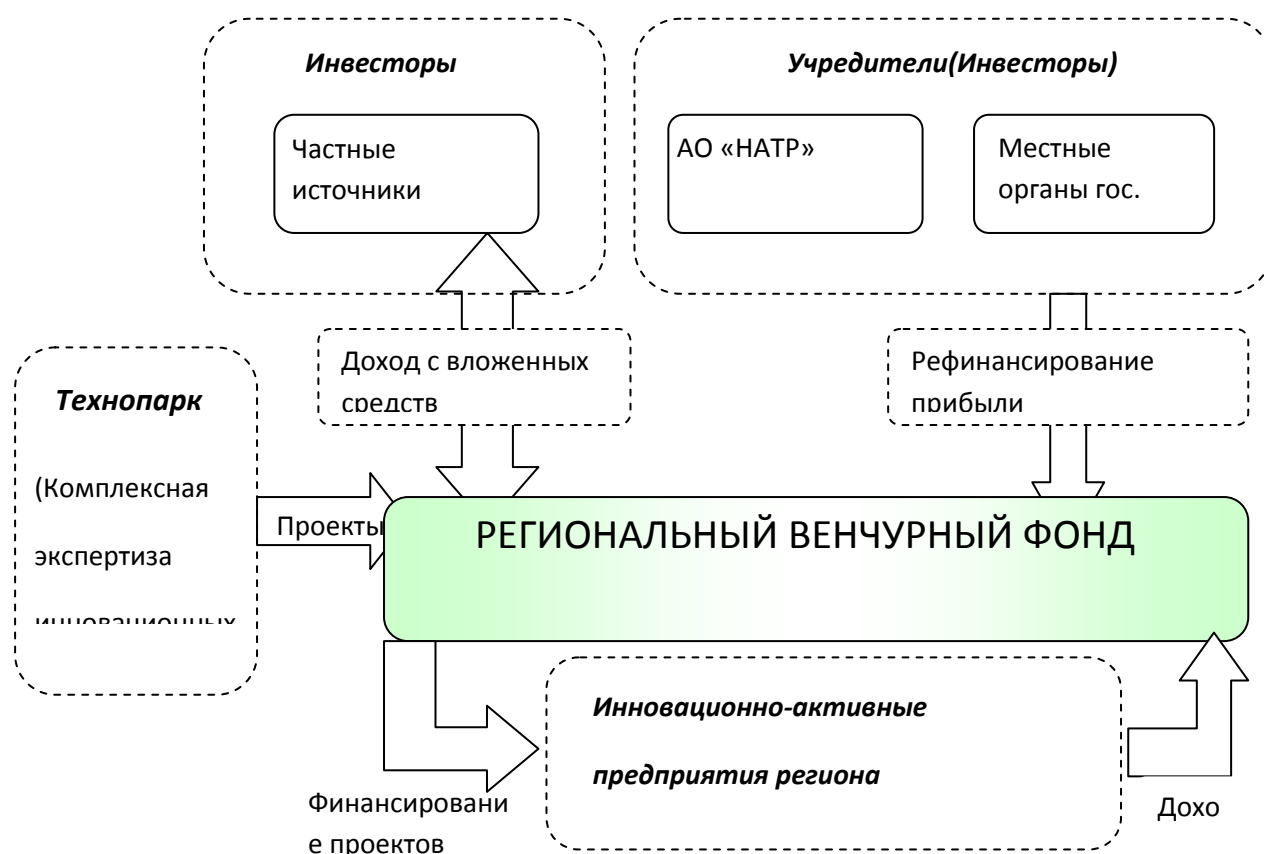 Инвесторы
Учредители(Инвесторы)
Частные
источники
АО «НАТР»
Местные
органы гос.
Доход с вложенных
средств
Рефинансирование
прибыли
Технопарк
(Комплексная
экспертиза
инновационных
Проекты
РЕГИОНАЛЬНЫЙ ВЕНЧУРНЫЙ ФОНД
Инновационно-активные
предприятия региона
Финансировани
е проектов
Дохо